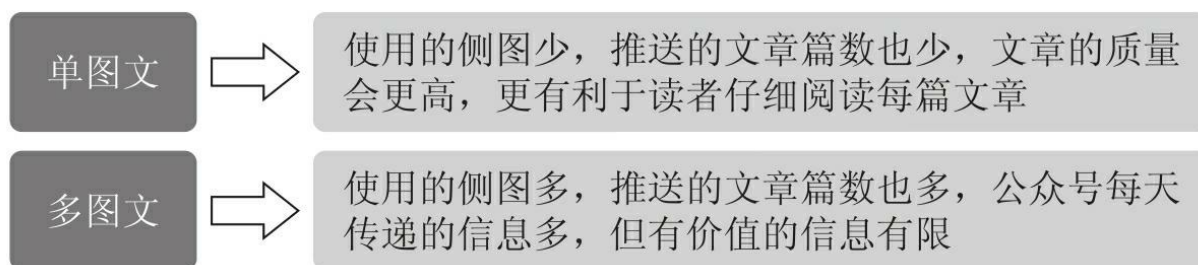 单图文
使用的侧图少，推送的文章篇数也少，文章的质量
会更高，更有利于读者仔细阅读每篇文章
多图文
使用的侧图多，推送的文章篇数也多，公众号每天
传递的信息多，但有价值的信息有限